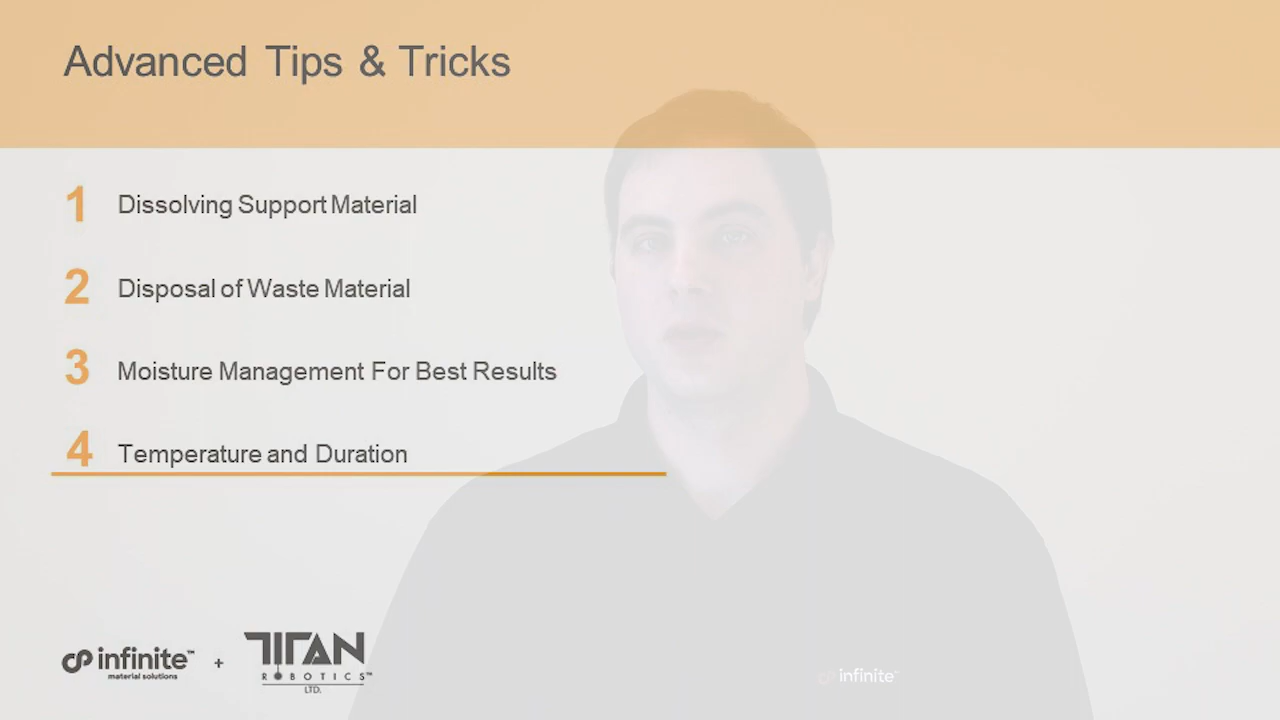 Advanced Tips & Tricks
1 Dissolving Support Material
2 Disposal of Waste Material
3 Moisture Management For Best Results
4 Temperature and Duration
infinite™
material solutions
+
TITAN
ROBOTICS™
LTD.
infinite™